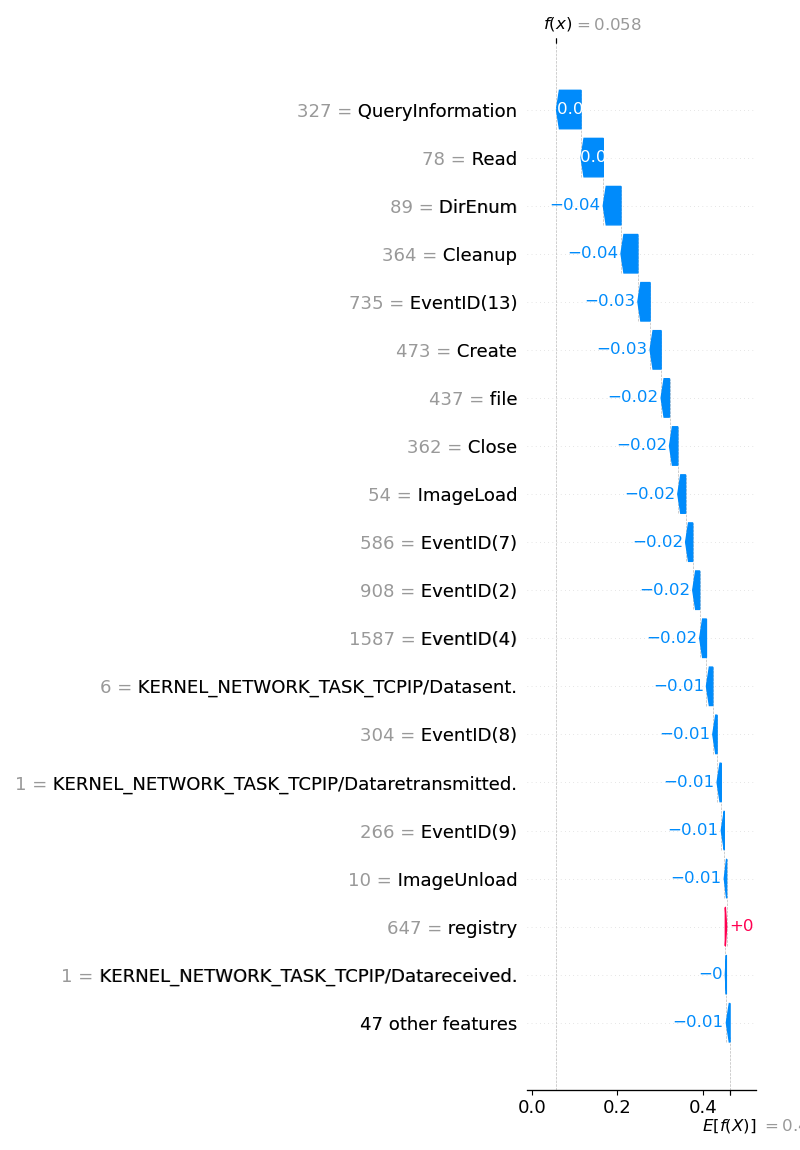 f(x) = 0.058
327 = QueryInformation
78 = Read
89 = DirEnum −0.04
364 = Cleanup −0.04
735 = EventID(13) −0.03
473 = Create −0.03
437 = file −0.02
362 = Close −0.02
54 = ImageLoad −0.02
586 = EventID(7) −0.02
908 = EventID(2) −0.02
1587 = EventID(4) −0.02
6 = KERNEL_NETWORK_TASK_TCPIP/Datasent. −0.01
304 = EventID(8) −0.01
1 = KERNEL_NETWORK_TASK_TCPIP/Dataretransmitted. −0.01
266 = EventID(9) −0.01
10 = ImageUnload −0.01
647 = registry +0
1 = KERNEL_NETWORK_TASK_TCPIP/Datareceived. −0
47 other features −0.01
0.0 0.2 0.4
E[f(X)] =